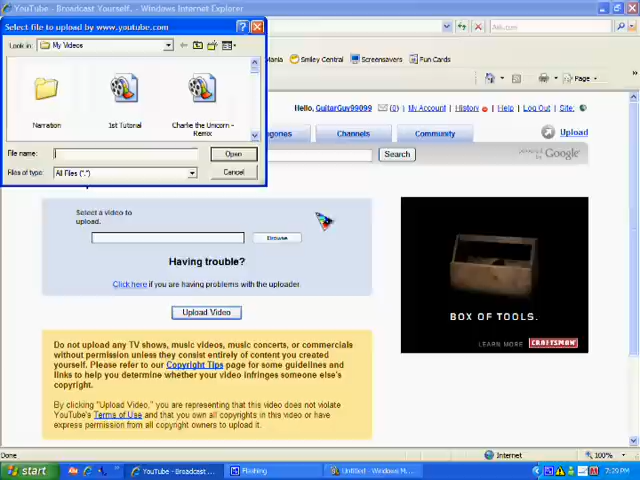 YouTube - Broadcast Yourself. - Windows Internet Explorer
Select file to upload by www.youtube.com
Ask.com
Look in: My Videos
Smiley Central Screensavers Fun Cards
Page
Narration
1st Tutorial
Charlie the Unicorn - Remix
Hello, GuitarGuy99099 (0) My Account History Help Log Out Site:
Channels Community Upload
File name: Open
Search
powered by Google
Files of type: All Files (*.*) Cancel
Select a video to
upload.
Browse
Having trouble?
Click here if you are having problems with the uploader.
Upload Video
BOX OF TOOLS.
LEARN MORE CRAFTSMAN
Do not upload any TV shows, music videos, music concerts, or commercials
without permission unless they consist entirely of content you created
yourself. Please refer to our Copyright Tips page for some guidelines and
links to help you determine whether your video infringes someone else's
copyright.
By clicking "Upload Video," you are representing that this video does not violate
YouTube's Terms of Use and that you own all copyrights in this video or have
express permission from all copyright owners to upload it.
Done Internet 100%
start YouTube - Broadcast ... Flashing Untitled - Windows M... 7:29 PM